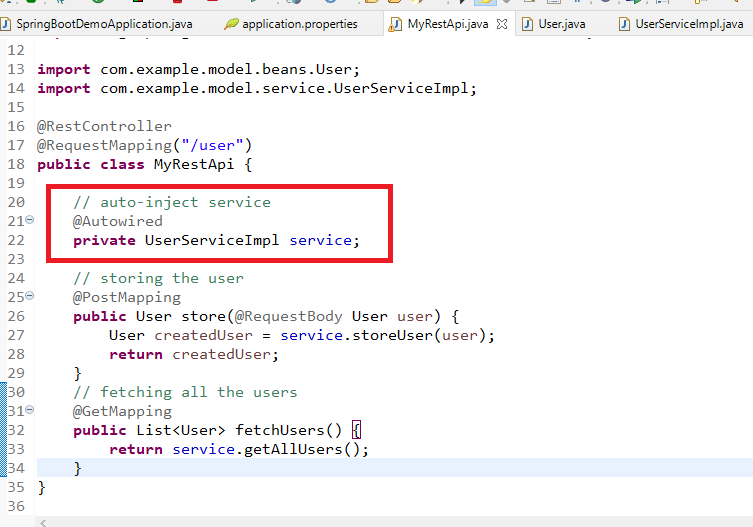 SpringBootDemoApplication.java application.properties MyRestApi.java User.java UserServiceImpl.java
12
13 import com.example.model.beans.User;
14 import com.example.model.service.UserServiceImpl;
15
16 @RestController
17 @RequestMapping("/user")
18 public class MyRestApi {
19
20 // auto-inject service
21 @Autowired
22 private UserServiceImpl service;
23
24 // storing the user
25 @PostMapping
26 public User store(@RequestBody User user) {
27 User createdUser = service.storeUser(user);
28 return createdUser;
29 }
30 // fetching all the users
31 @GetMapping
32 public List<User> fetchUsers() {
33 return service.getAllUsers();
34 }
35 }
36